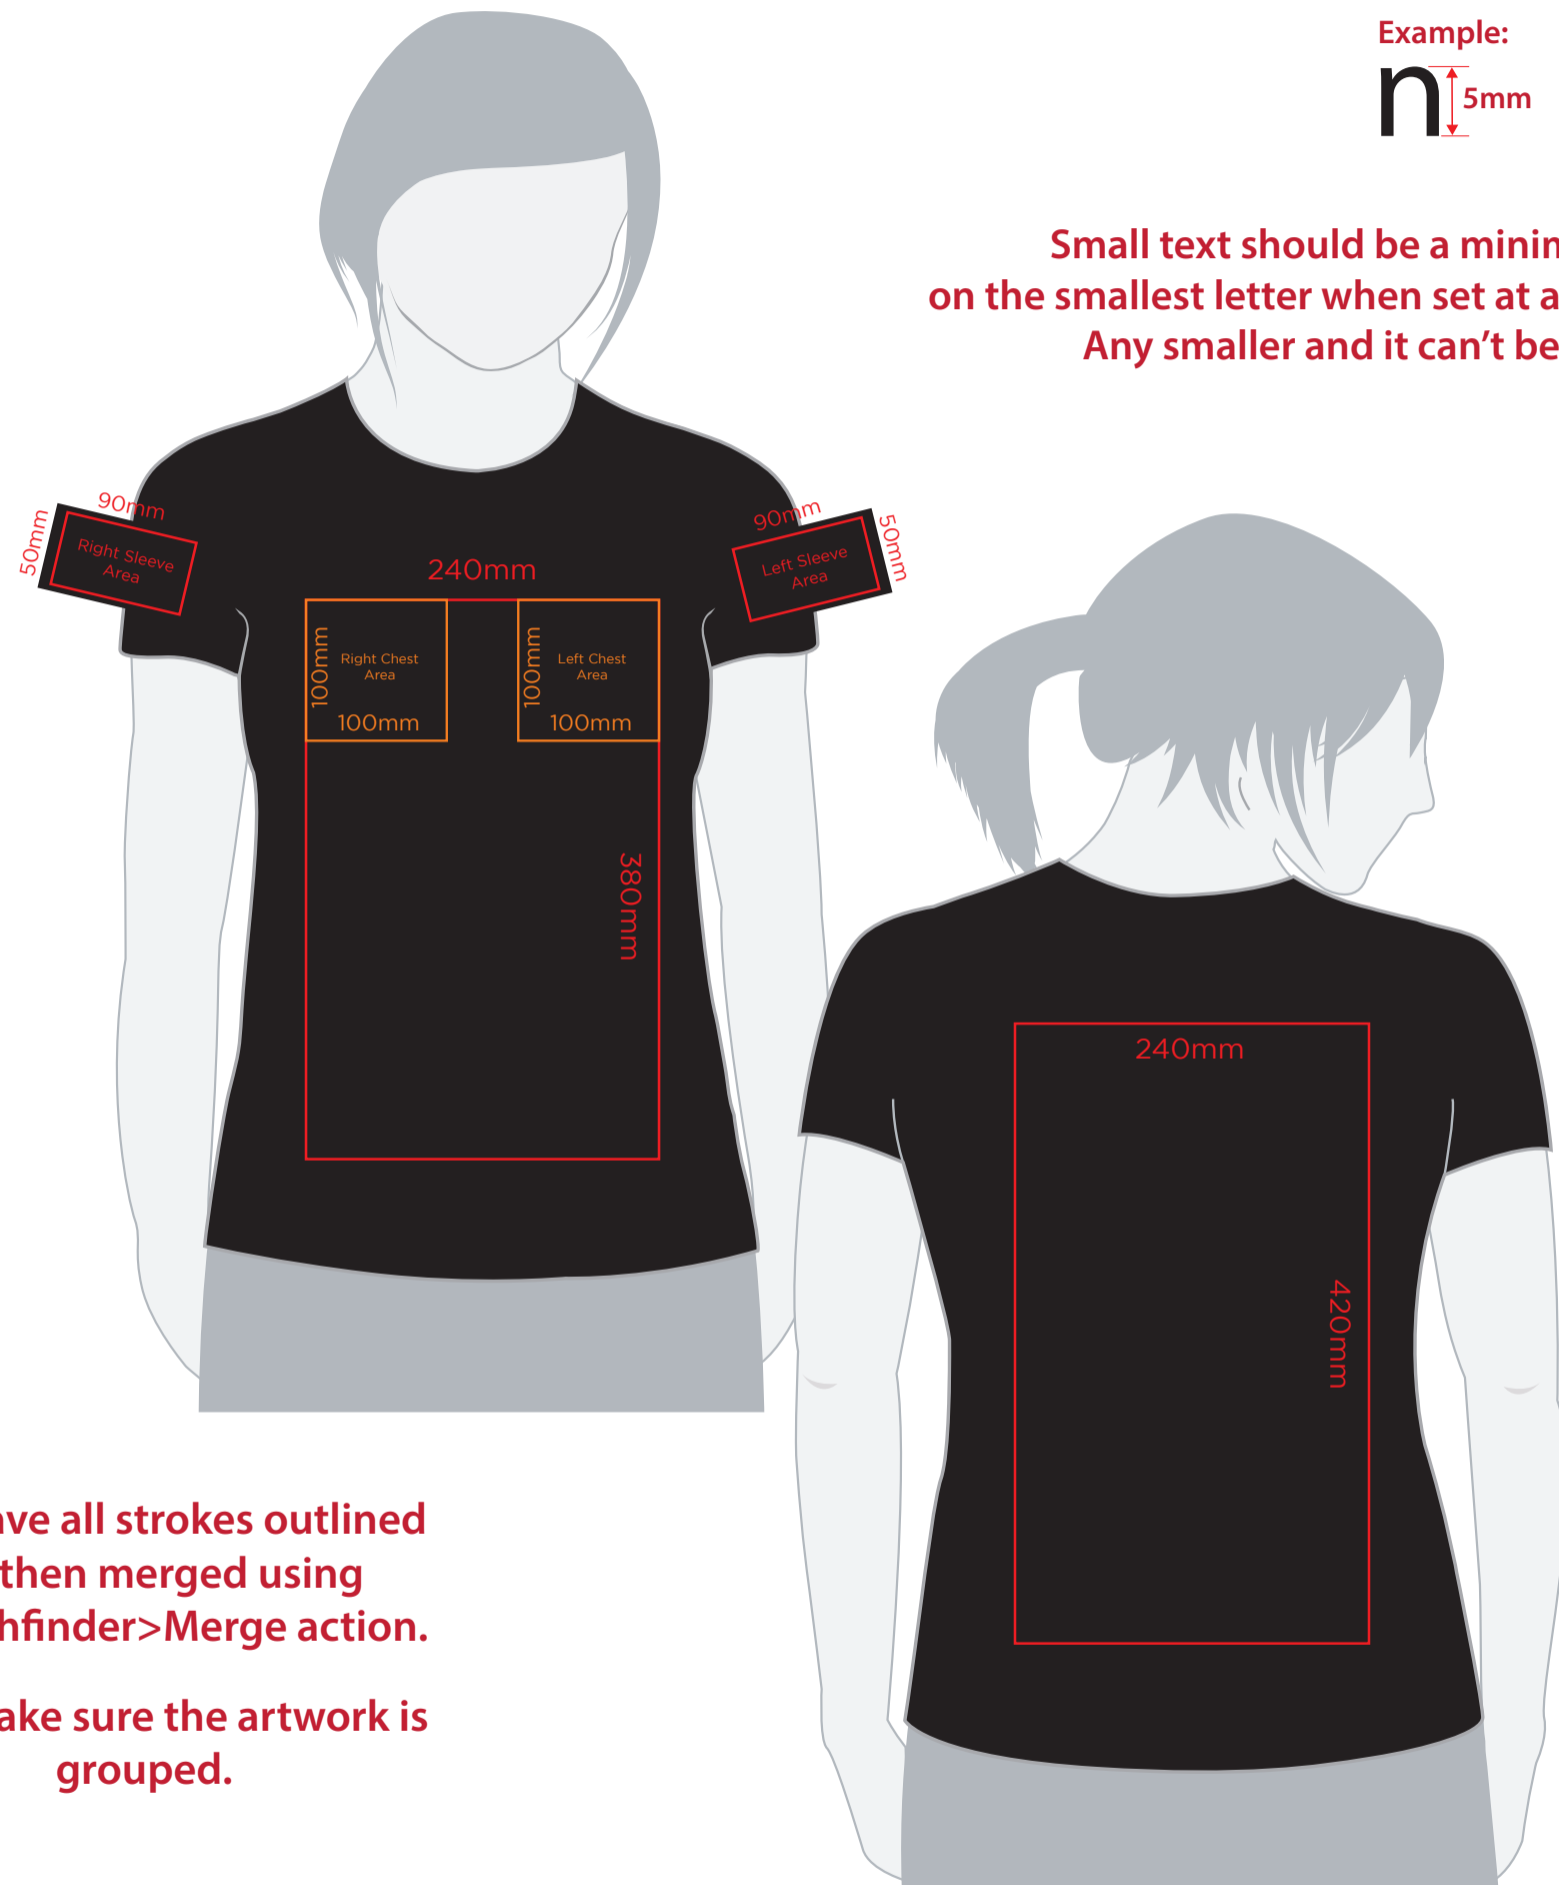 Example:
n
5mm
Small text should be a minim
on the smallest letter when set at a
Any smaller and it can't be
90mm
50mm
Right Sleeve
Area
90mm
50mm
Left Sleeve
Area
240mm
100mm
Right Chest
Area
100mm
100mm
Left Chest
Area
100mm
380mm
240mm
420mm
ave all strokes outlined
then merged using
hfinder>Merge action.
ake sure the artwork is
grouped.